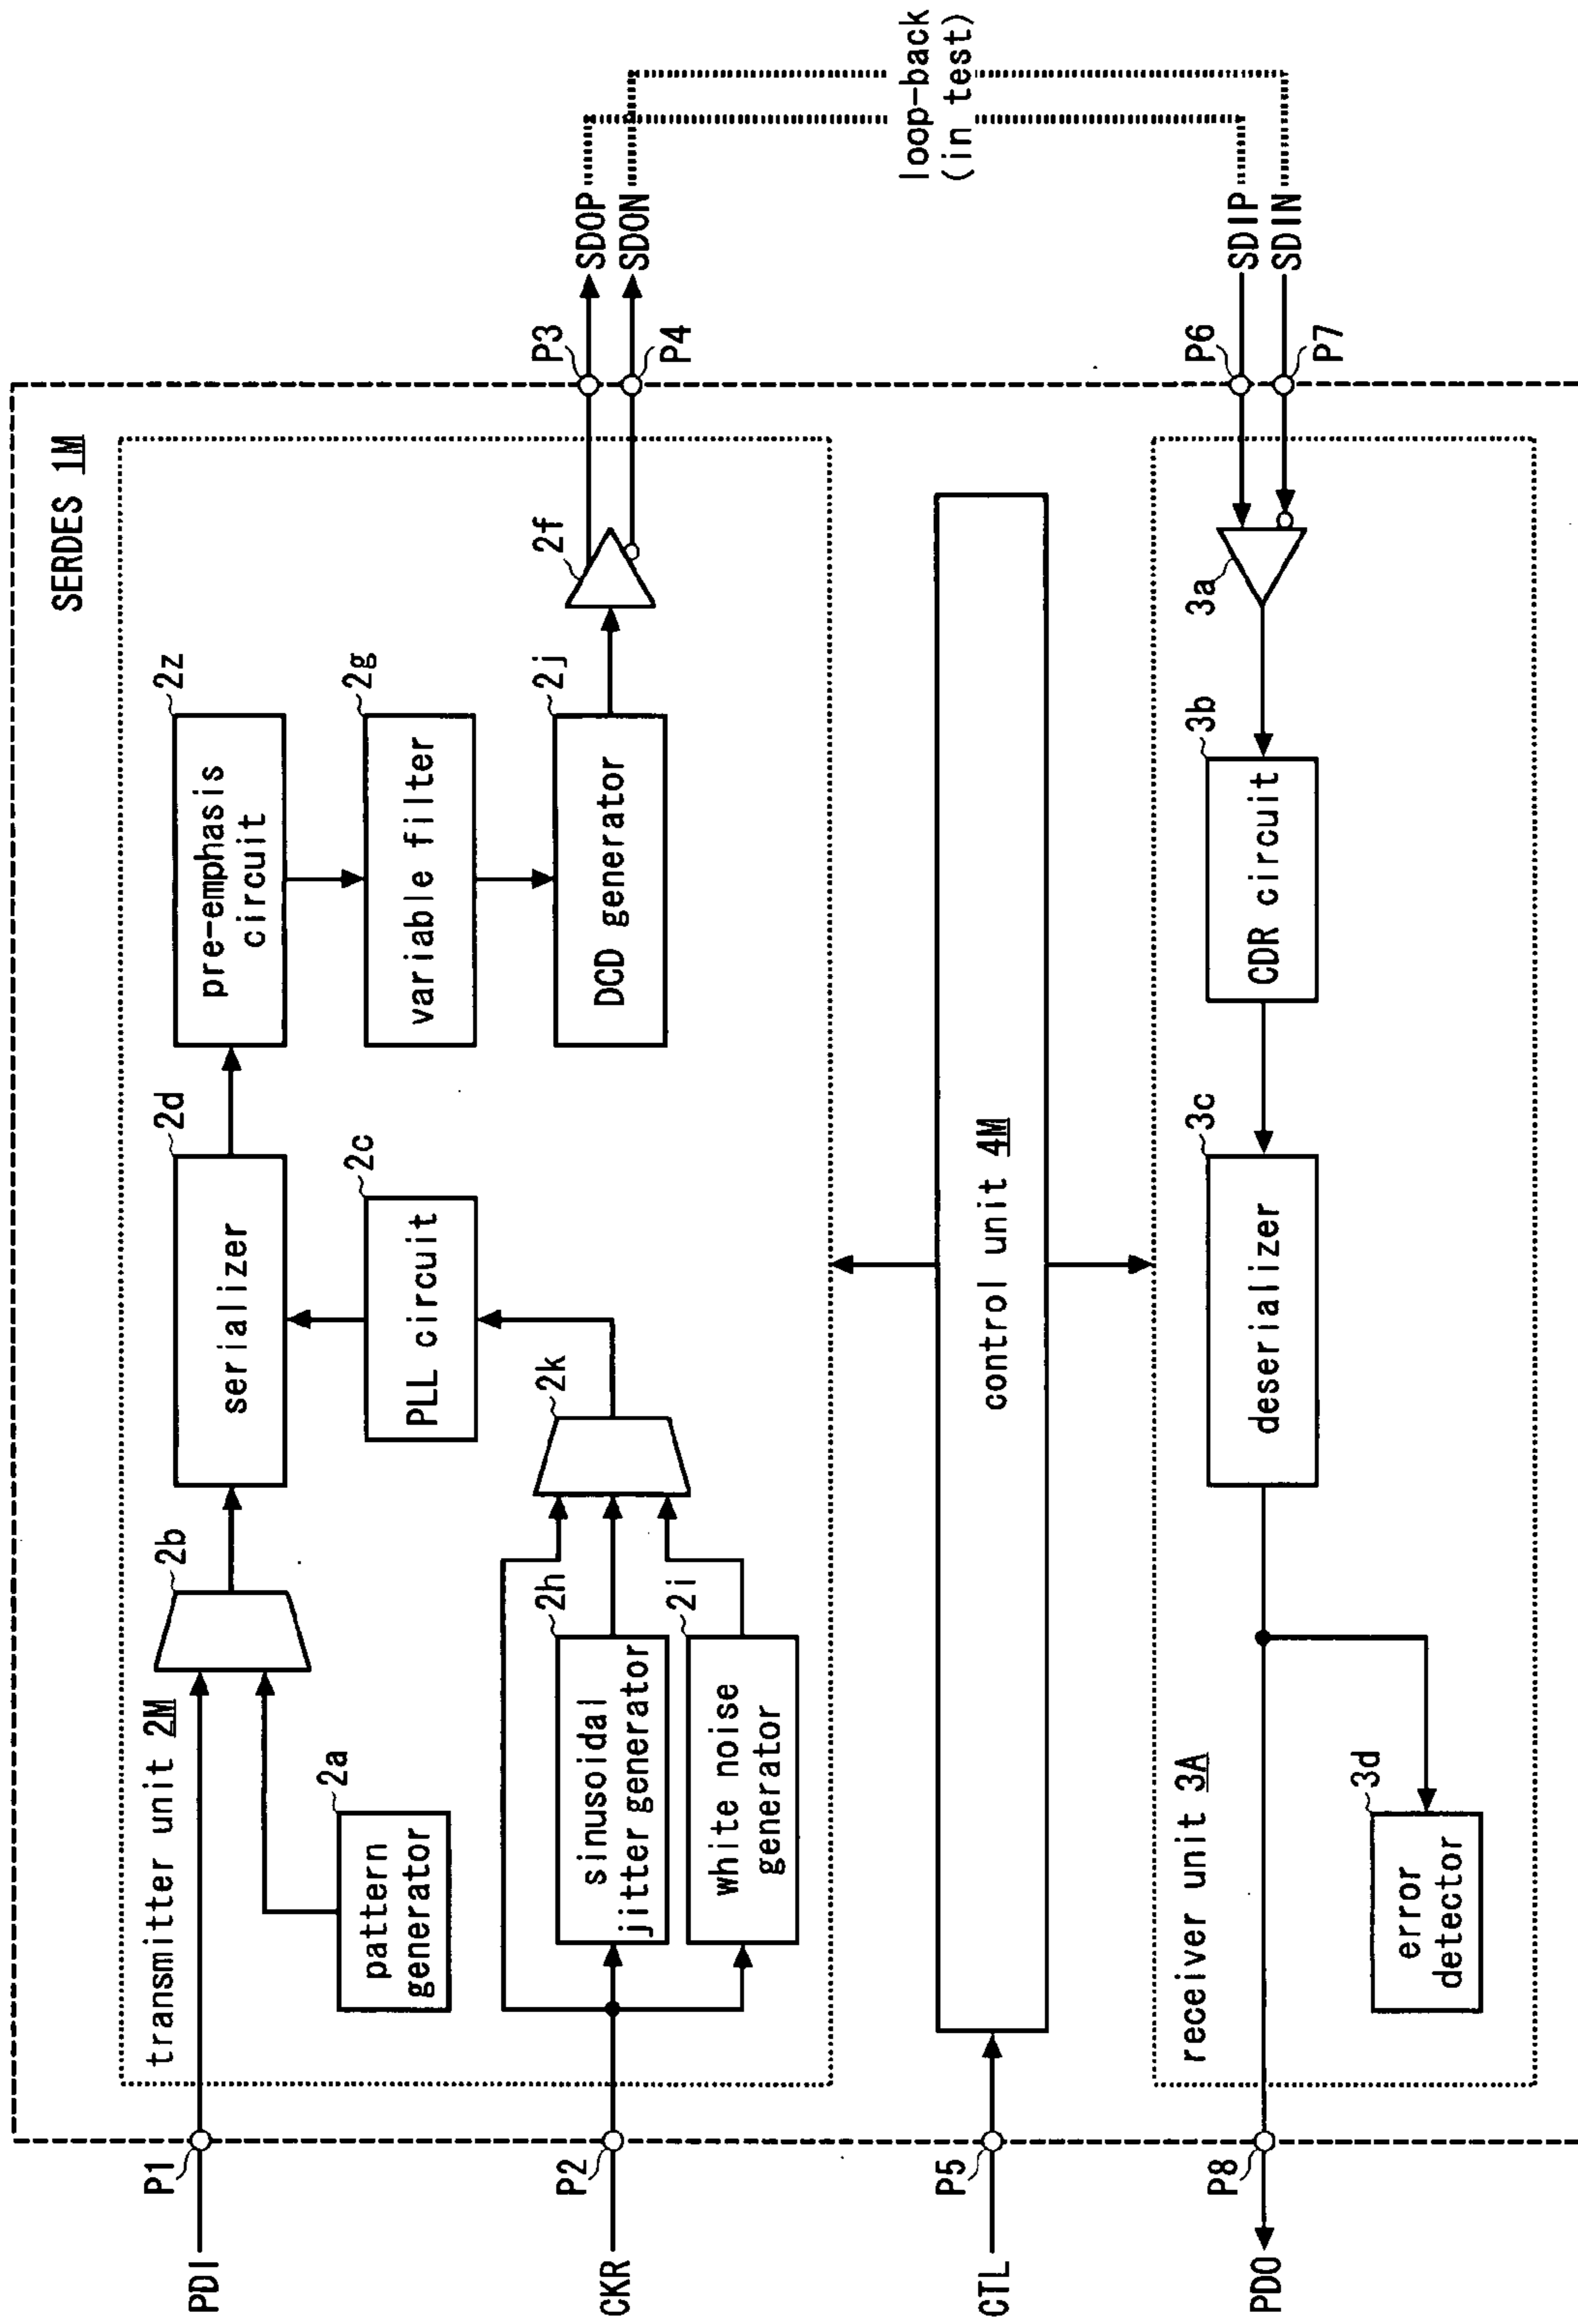 SERDES 1M
transmitter unit 2M
PDI
P1
2b
2d
serializer
2z
pre-emphasis
circuit
2a
pattern
generator
2c
PLL circuit
2g
variable filter
CKR
P2
2h
sinusoidal
jitter generator
2i
white noise
generator
2k
2j
DCD generator
2f
P3
SDOP
P4
SDON
CTL
P5
control unit 4M
loop-back
(in test)
receiver unit 3A
PDO
P8
3d
error
detector
3c
deserializer
3b
CDR circuit
3a
P6
SDIP
P7
SDIN